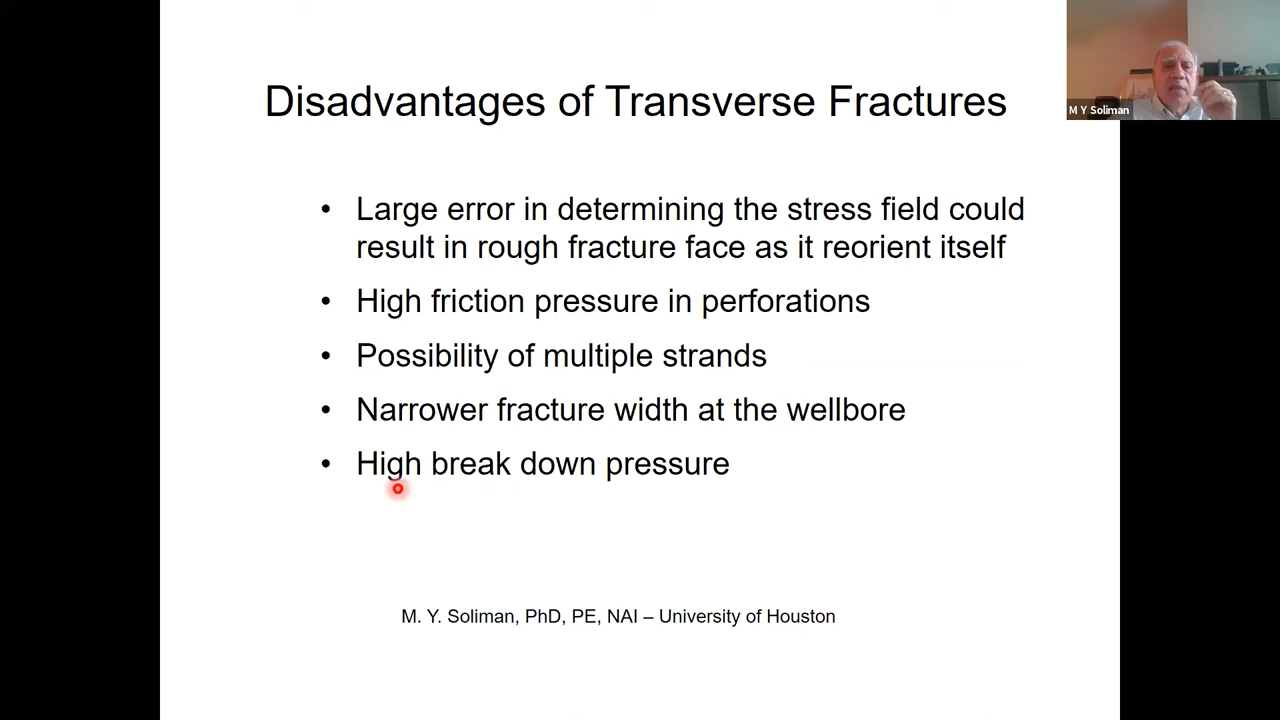 Disadvantages of Transverse Fractures
M Y Soliman
• Large error in determining the stress field could
result in rough fracture face as it reorient itself
• High friction pressure in perforations
• Possibility of multiple strands
• Narrower fracture width at the wellbore
• High break down pressure
M. Y. Soliman, PhD, PE, NAI – University of Houston